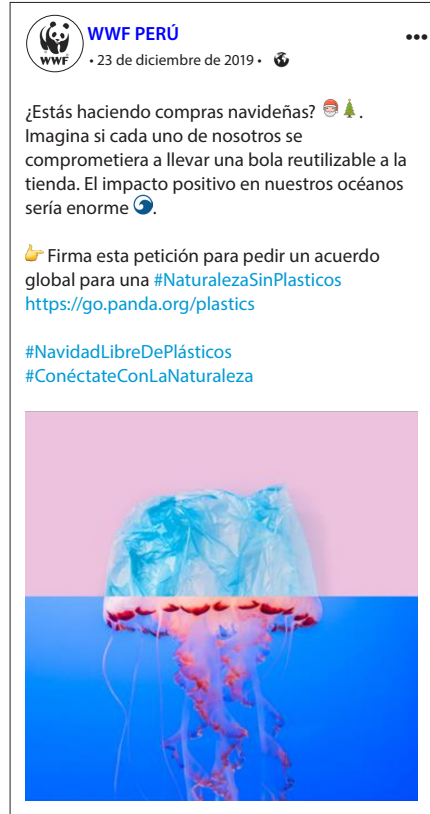 WWF PERÚ
WWF
• 23 de diciembre de 2019 •
¿Estás haciendo compras navideñas? 🎅🎄.
Imagina si cada uno de nosotros se
comprometiera a llevar una bola reutilizable a la
tienda. El impacto positivo en nuestros océanos
sería enorme 🌊.
👉 Firma esta petición para pedir un acuerdo
global para una #NaturalezaSinPlasticos
https://go.panda.org/plastics
#NavidadLibreDePlásticos
#ConéctateConLaNaturaleza